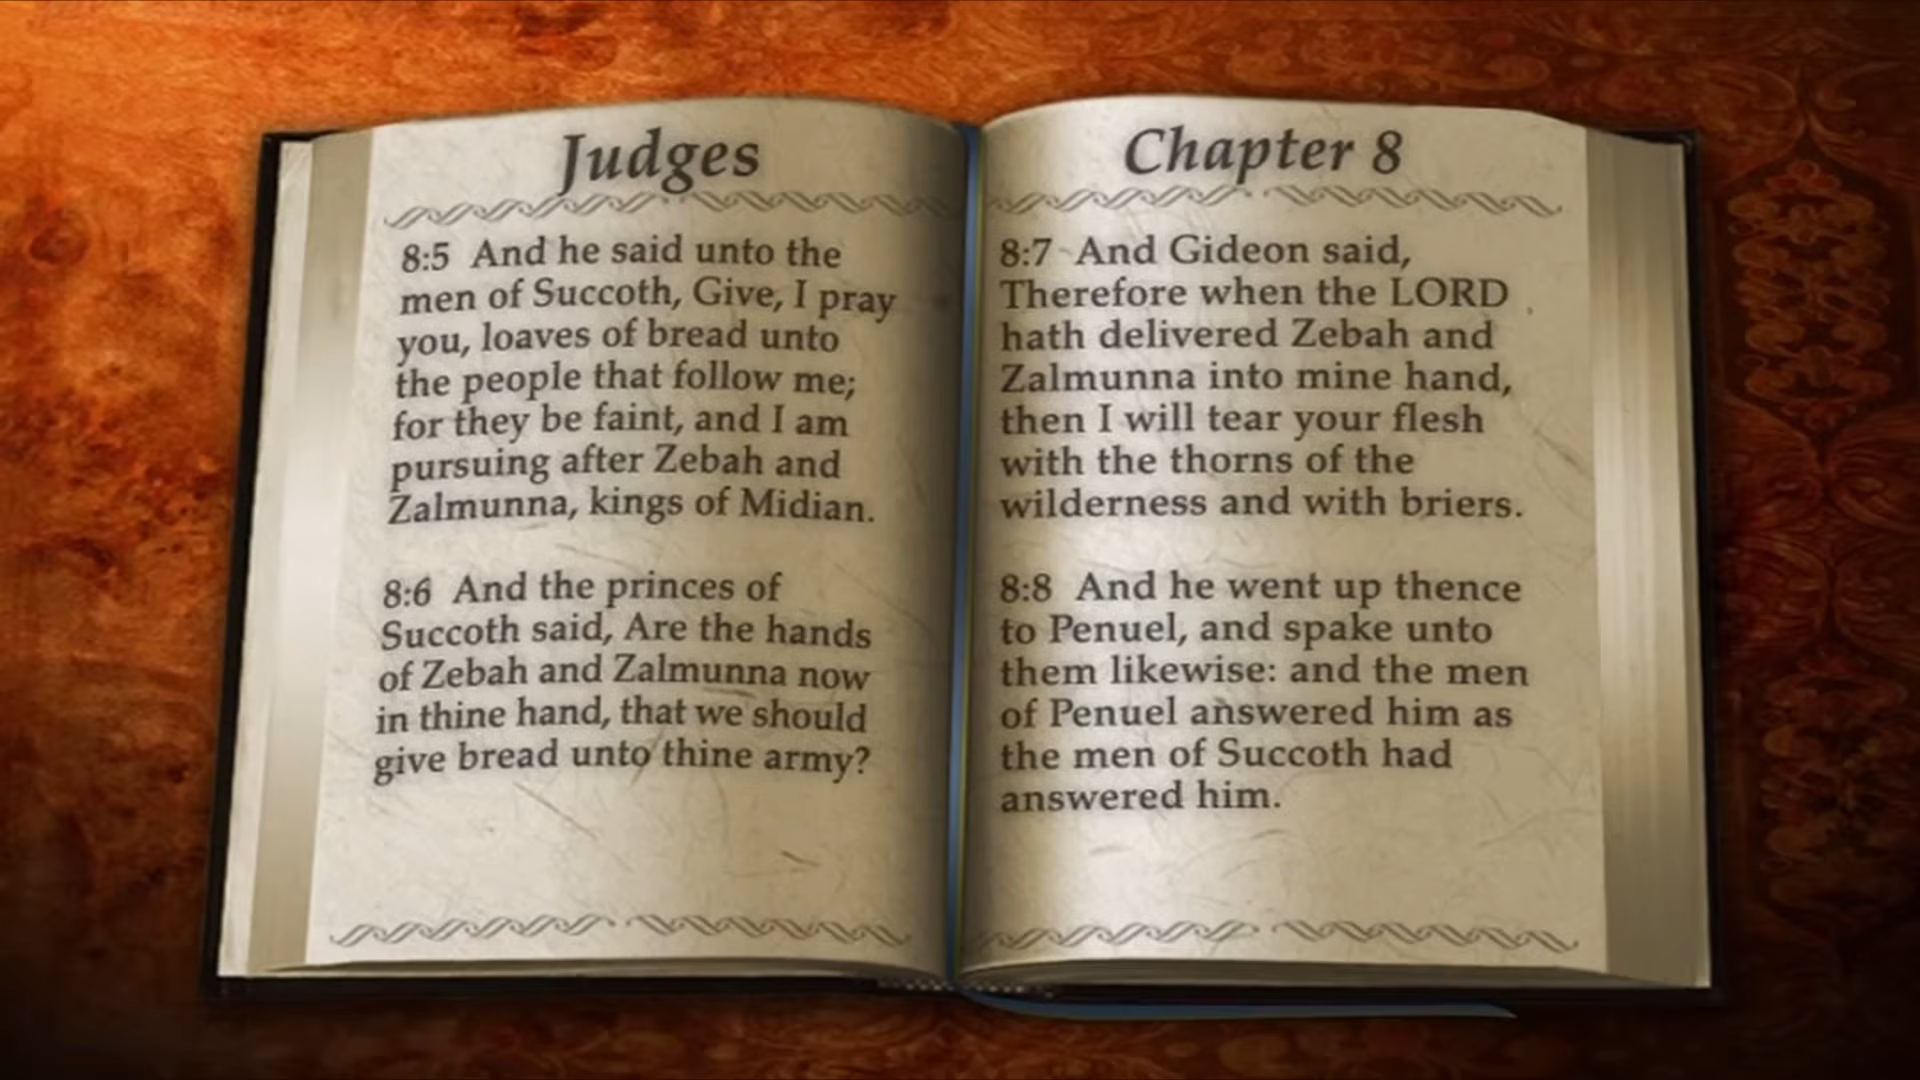 Judges
8:5 And he said unto the
men of Succoth, Give, I pray
you, loaves of bread unto
the people that follow me;
for they be faint, and I am
pursuing after Zebah and
Zalmunna, kings of Midian.
8:6 And the princes of
Succoth said, Are the hands
of Zebah and Zalmunna now
in thine hand, that we should
give bread unto thine army?
Chapter 8
8:7 And Gideon said,
Therefore when the LORD
hath delivered Zebah and
Zalmunna into mine hand,
then I will tear your flesh
with the thorns of the
wilderness and with briers.
8:8 And he went up thence
to Penuel, and spake unto
them likewise: and the men
of Penuel answered him as
the men of Succoth had
answered him.